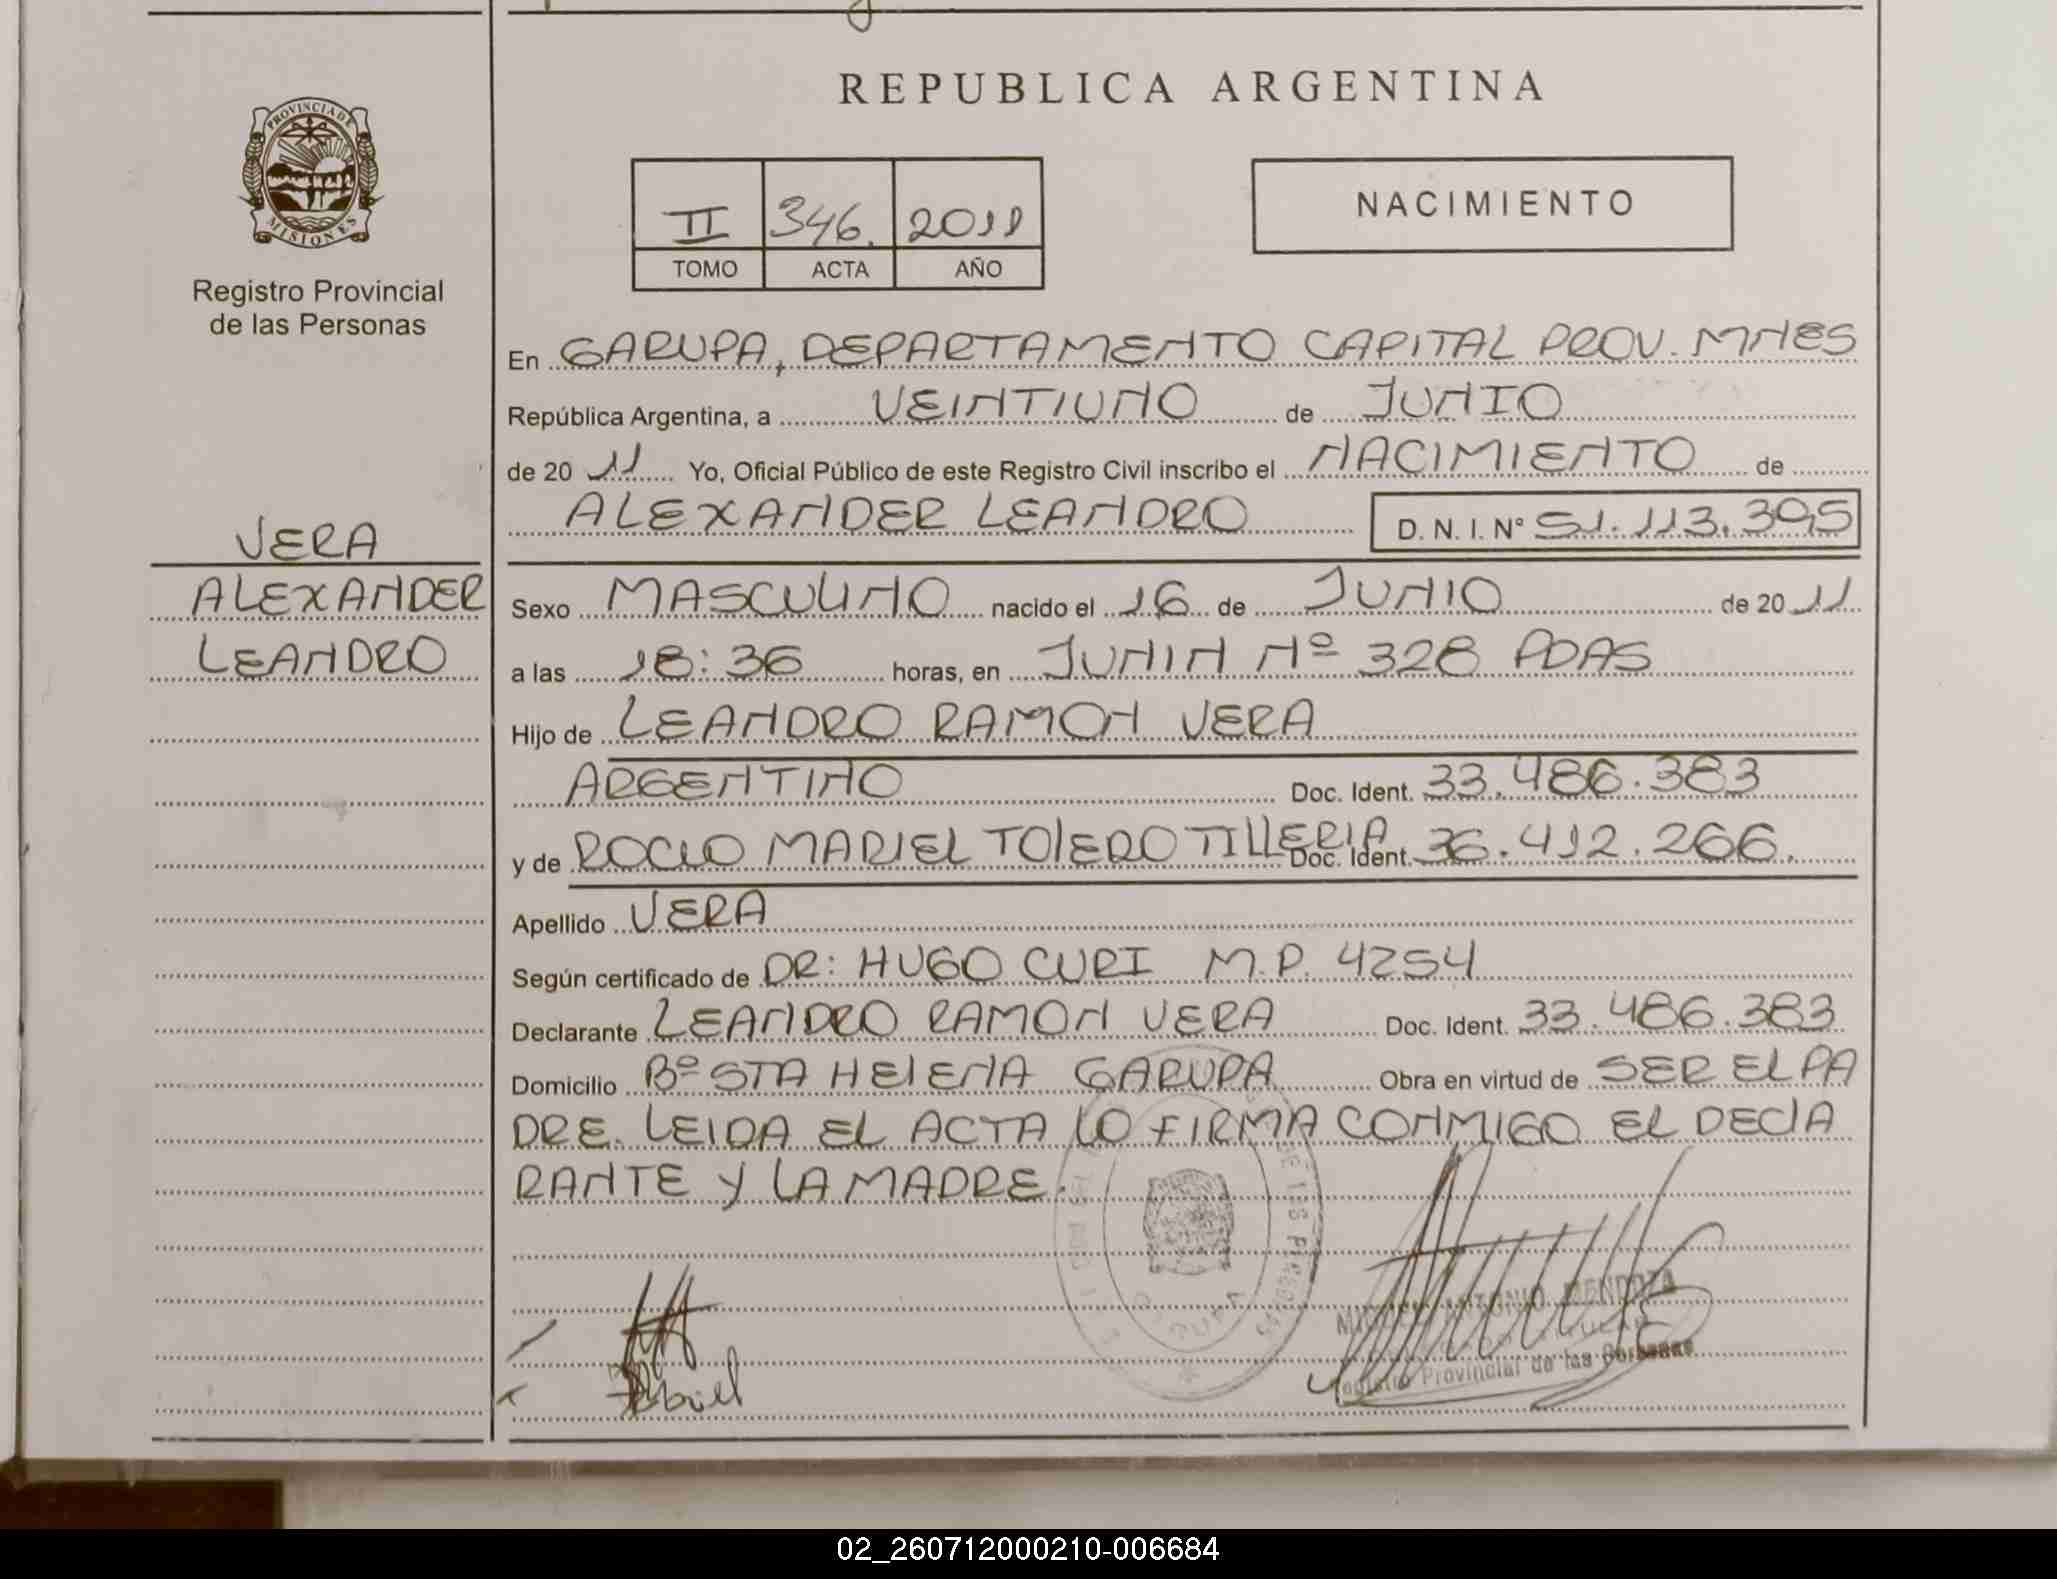 REPUBLICA ARGENTINA
PROVINCIA DE
MISIONES
Registro Provincial
de las Personas
II 346. 2011
TOMO ACTA AÑO
NACIMIENTO
En GARUPA, DEPARTAMENTO CAPITAL PROV. MNES
República Argentina, a VEINTIUNO de JUNIO
de 20 11 Yo, Oficial Público de este Registro Civil inscribo el NACIMIENTO de
ALEXANDER LEANDRO D. N. I. Nº 51.113.395
VERA
ALEXANDER
LEANDRO
Sexo MASCULINO nacido el 16 de JUNIO de 20 11
a las 18:36 horas, en JUNIN Nº 328 PDAS
Hijo de LEANDRO RAMON VERA
ARGENTINO Doc. Ident. 33.486.383
y de ROCIO MARIEL TOLEDO TILLERIA Doc. Ident. 36.412.266.
Apellido VERA
Según certificado de DR: HUGO CURI M.P. 4254
Declarante LEANDRO RAMON VERA Doc. Ident. 33.486.383
Domicilio Bº STA HELENA GARUPA Obra en virtud de SER EL PA
DRE. LEIDA EL ACTA LO FIRMA CONMIGO EL DECLA
RANTE Y LA MADRE.
DE LAS PERSONAS
MIGUEL ANTONIO MENDOZA
Registro Provincial de las Personas
02_260712000210-006684